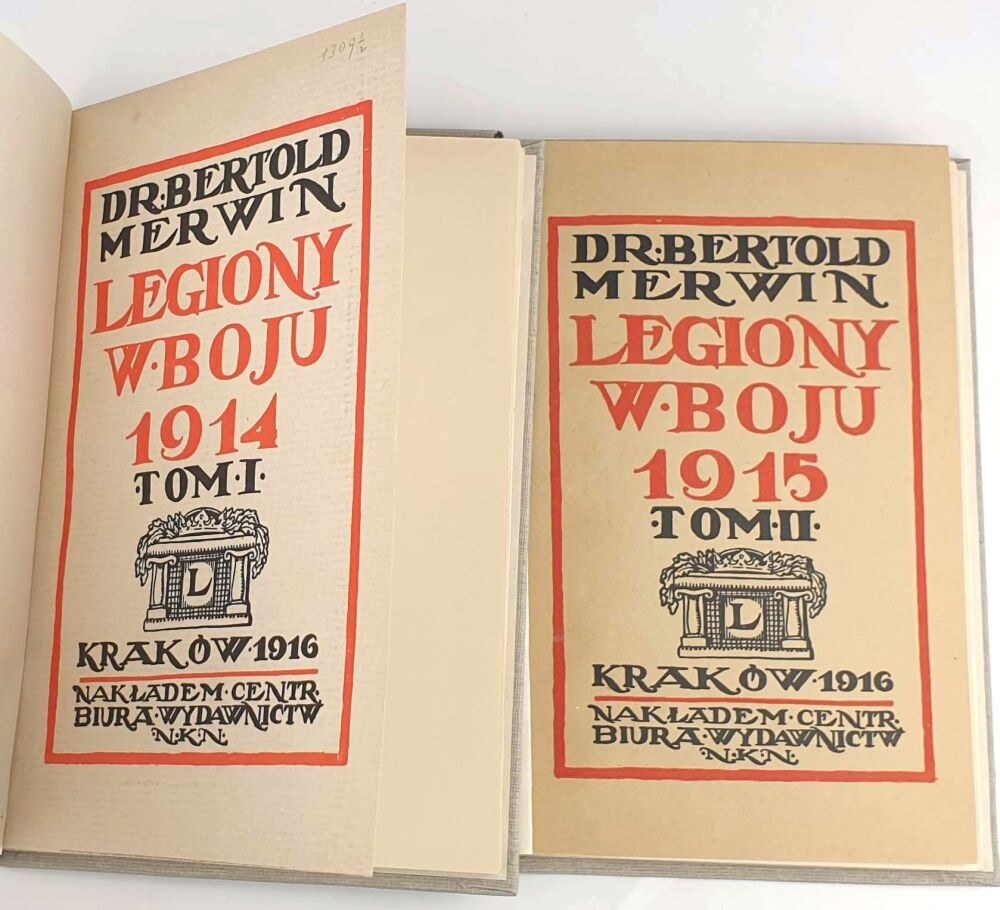 1309½
DR·BERTOLD
MERWIN
LEGIONY
W·BOJU
1914
·TOM·I·
L
KRAKÓW·1916
NAKŁADEM·CENTR.
BIURA·WYDAWNICTW
N.K.N.
DR·BERTOLD
MERWIN
LEGIONY
W·BOJU
1915
·TOM·II·
L
KRAKÓW·1916
NAKŁADEM·CENTR.
BIURA·WYDAWNICTW
·N.K.N.